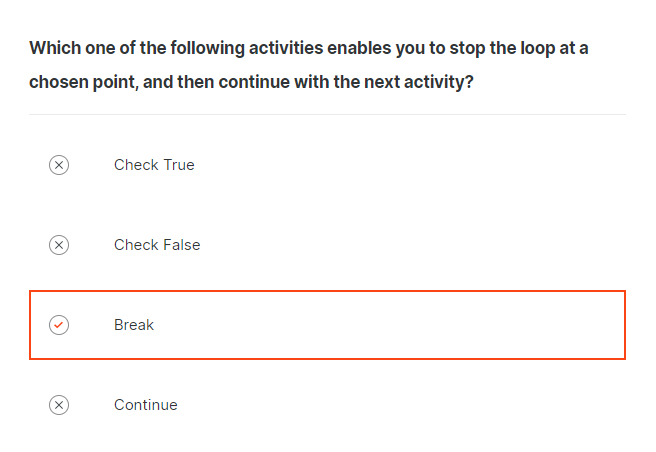 Which one of the following activities enables you to stop the loop at a
chosen point, and then continue with the next activity?
Check True
Check False
Break
Continue